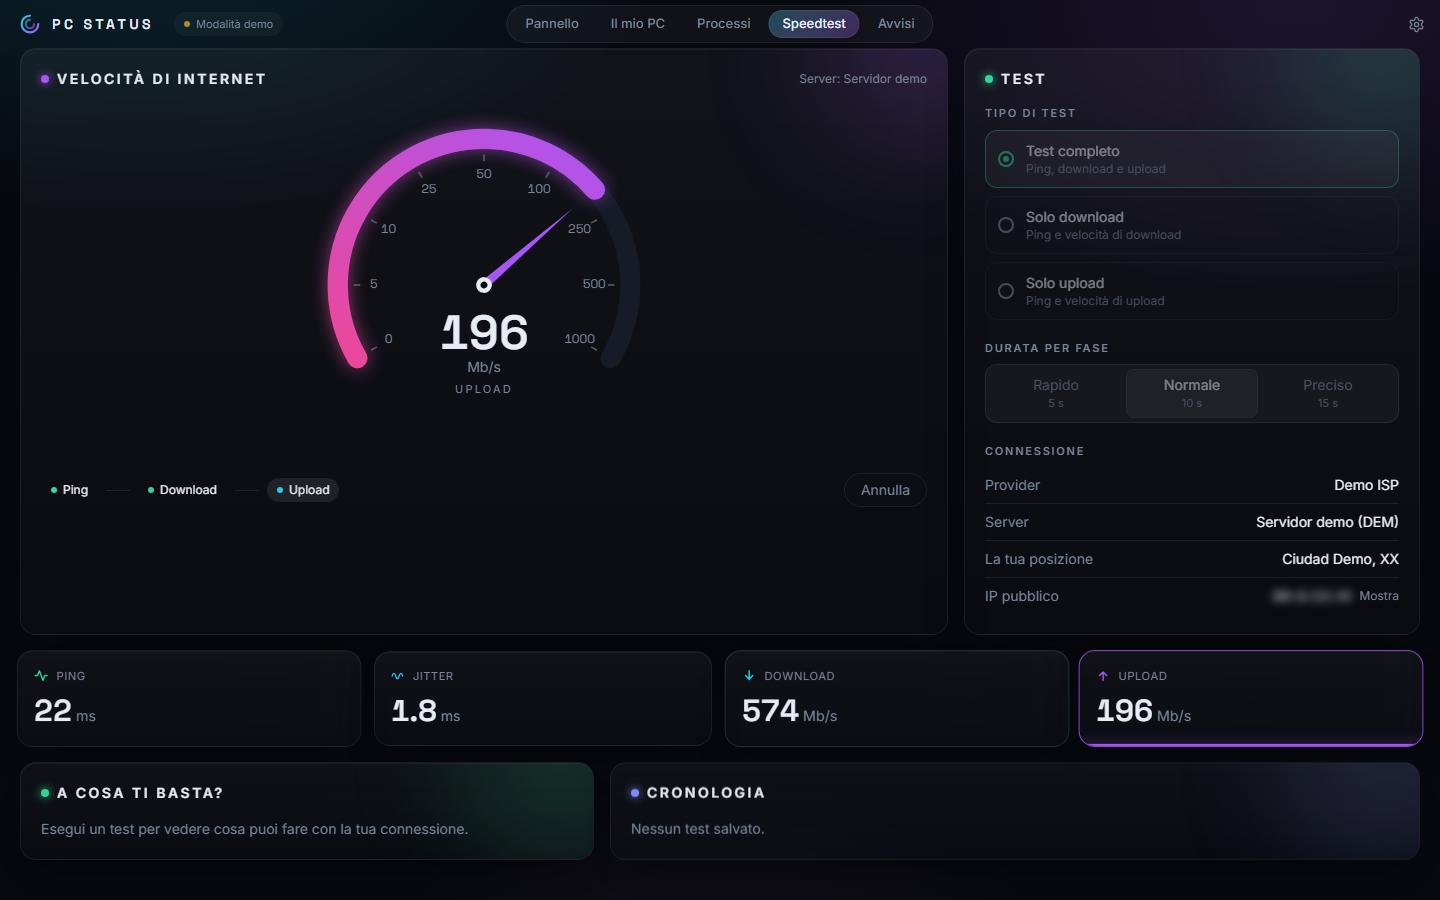 PC STATUS
Modalità demo
Pannello
Il mio PC
Processi
Speedtest
Avvisi
VELOCITÀ DI INTERNET
Server: Servidor demo
0
5
10
25
50
100
250
500
1000
196
Mb/s
UPLOAD
Ping
Download
Upload
Annulla
TEST
TIPO DI TEST
Test completo
Ping, download e upload
Solo download
Ping e velocità di download
Solo upload
Ping e velocità di upload
DURATA PER FASE
Rapido
5 s
Normale
10 s
Preciso
15 s
CONNESSIONE
Provider Demo ISP
Server Servidor demo (DEM)
La tua posizione Ciudad Demo, XX
IP pubblico Mostra
PING
22 ms
JITTER
1.8 ms
DOWNLOAD
574 Mb/s
UPLOAD
196 Mb/s
A COSA TI BASTA?
Esegui un test per vedere cosa puoi fare con la tua connessione.
CRONOLOGIA
Nessun test salvato.